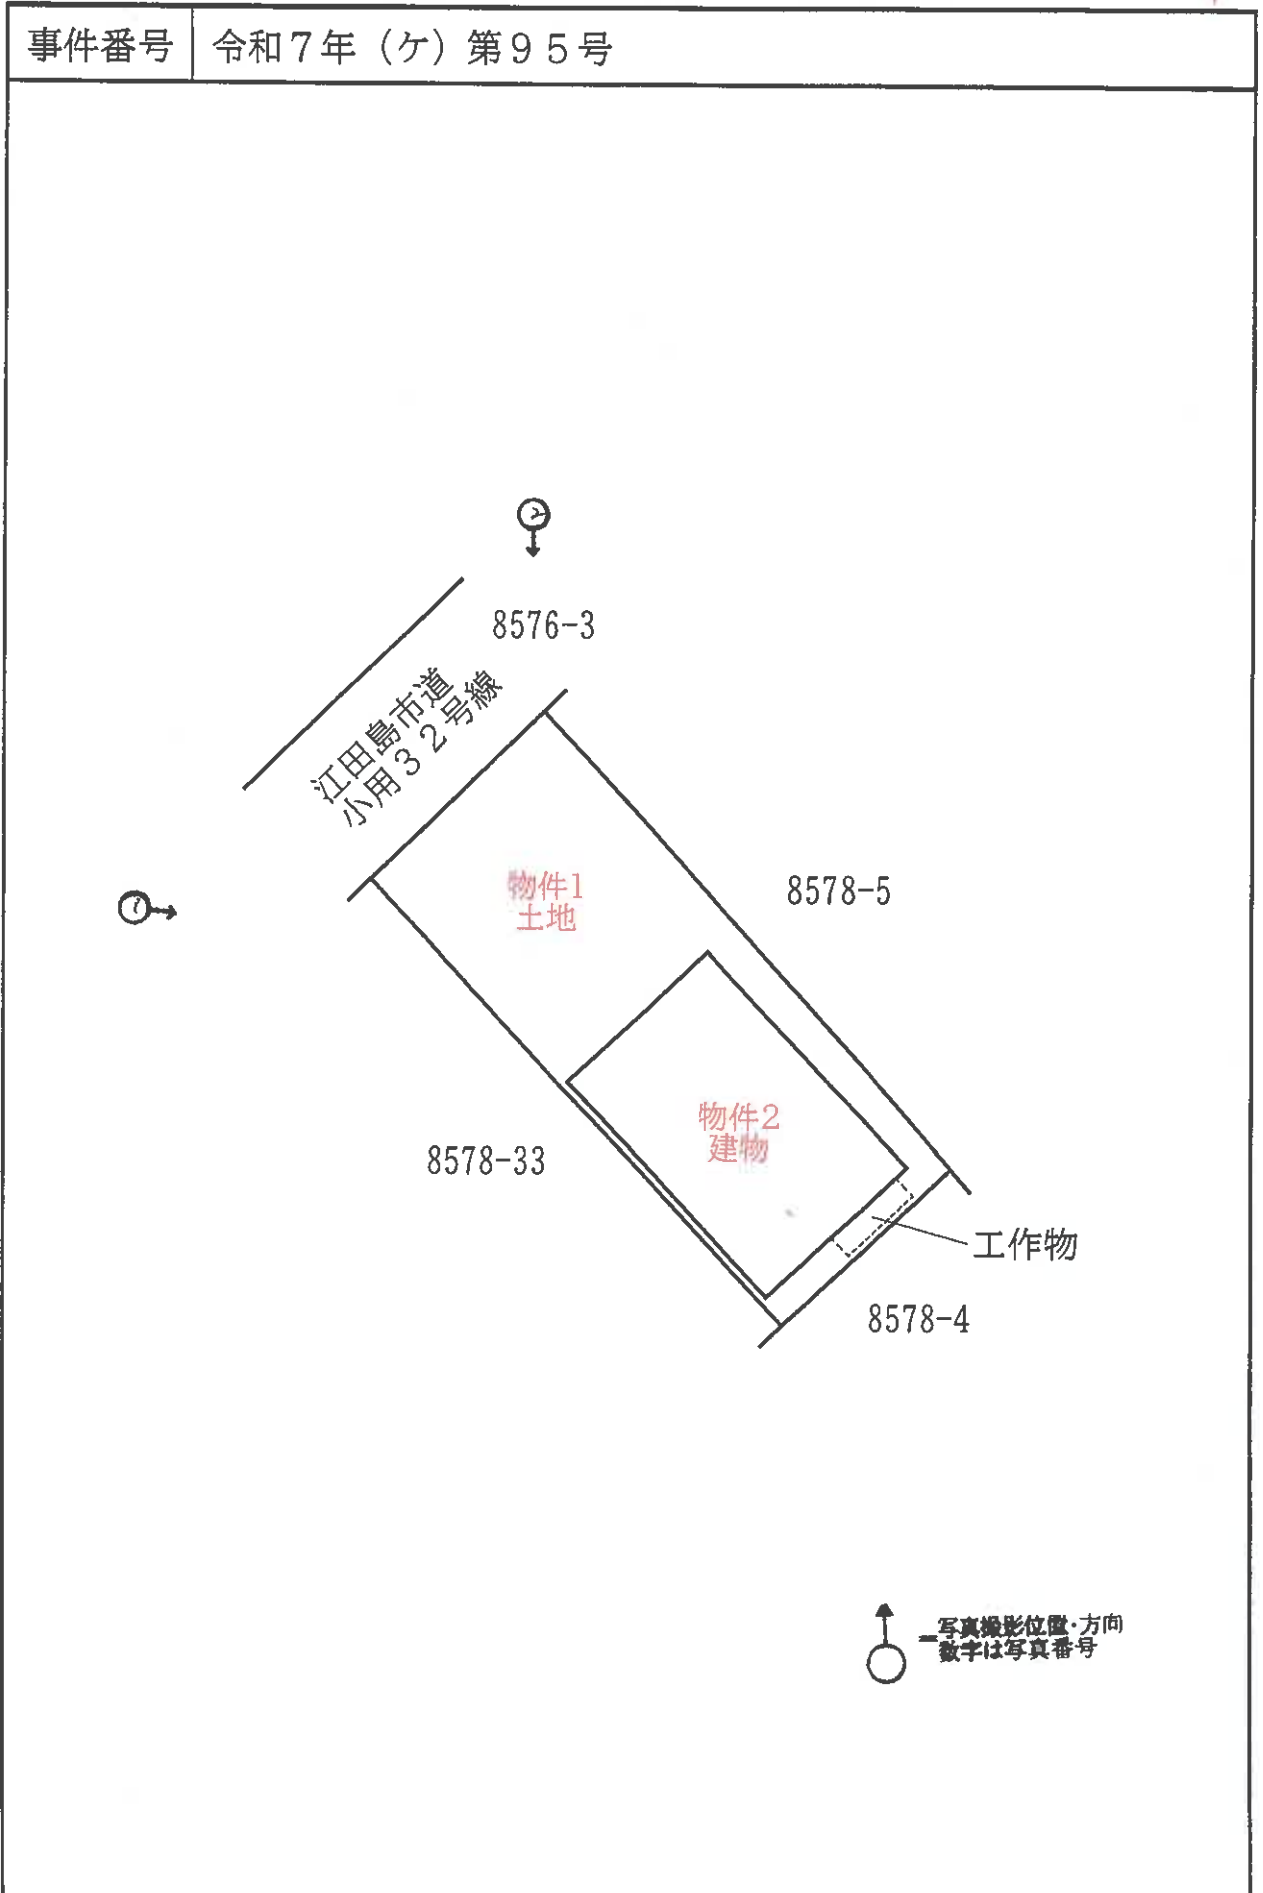 事件番号
令和7年（ケ）第95号
2
8576-3
江田島市道
小用32号線
1
物件1
土地
8578-5
物件2
建物
8578-33
工作物
8578-4
写真撮影位置・方向
数字は写真番号